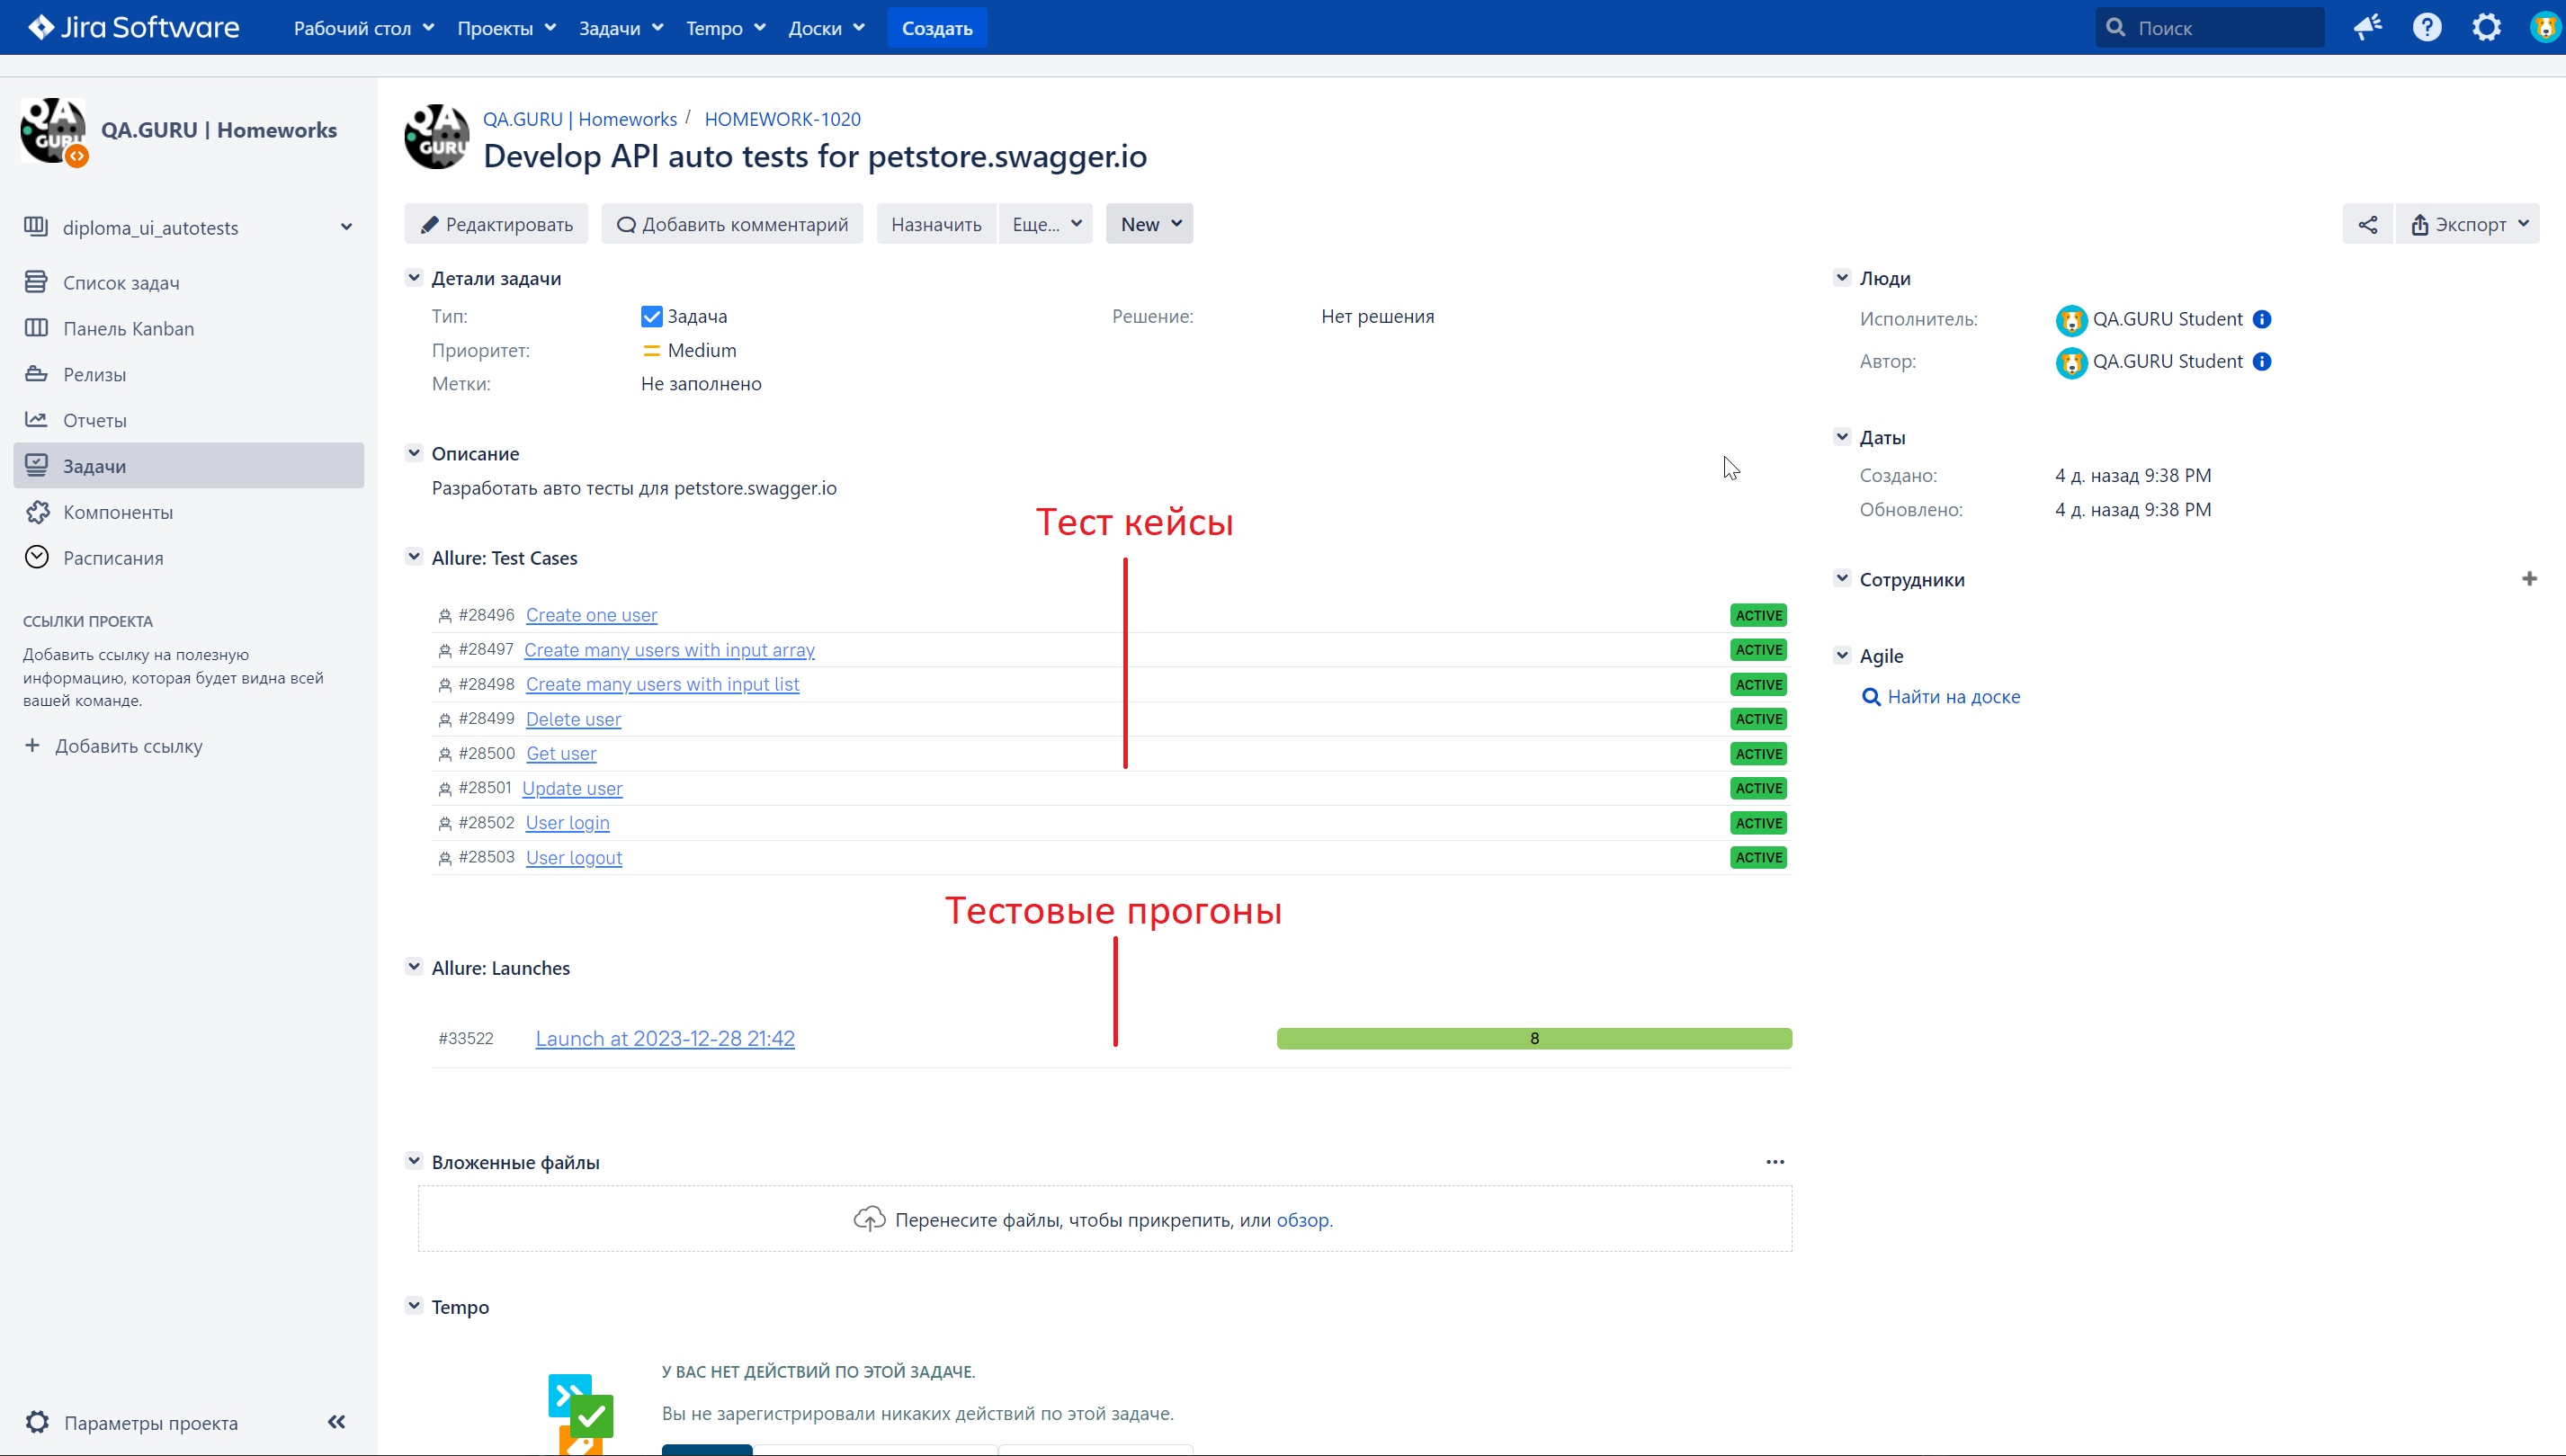 Jira Software Рабочий стол Проекты Задачи Tempo Доски Создать Поиск
QA.GURU | Homeworks
diploma_ui_autotests
Список задач
Панель Kanban
Релизы
Отчеты
Задачи
Компоненты
Расписания
ССЫЛКИ ПРОЕКТА
Добавить ссылку на полезную
информацию, которая будет видна всей
вашей команде.
+ Добавить ссылку
Параметры проекта
QA GURU
QA.GURU | Homeworks / HOMEWORK-1020
Develop API auto tests for petstore.swagger.io
Редактировать Добавить комментарий Назначить Еще... New Экспорт
Детали задачи
Тип: Задача Решение: Нет решения
Приоритет: Medium
Метки: Не заполнено
Описание
Разработать авто тесты для petstore.swagger.io
Тест кейсы
Allure: Test Cases
#28496 Create one user ACTIVE
#28497 Create many users with input array ACTIVE
#28498 Create many users with input list ACTIVE
#28499 Delete user ACTIVE
#28500 Get user ACTIVE
#28501 Update user ACTIVE
#28502 User login ACTIVE
#28503 User logout ACTIVE
Тестовые прогоны
Allure: Launches
#33522 Launch at 2023-12-28 21:42 8
Вложенные файлы
Перенесите файлы, чтобы прикрепить, или обзор.
Tempo
У ВАС НЕТ ДЕЙСТВИЙ ПО ЭТОЙ ЗАДАЧЕ.
Вы не зарегистрировали никаких действий по этой задаче.
Люди
Исполнитель: QA.GURU Student
Автор: QA.GURU Student
Даты
Создано: 4 д. назад 9:38 PM
Обновлено: 4 д. назад 9:38 PM
Сотрудники
Agile
Найти на доске